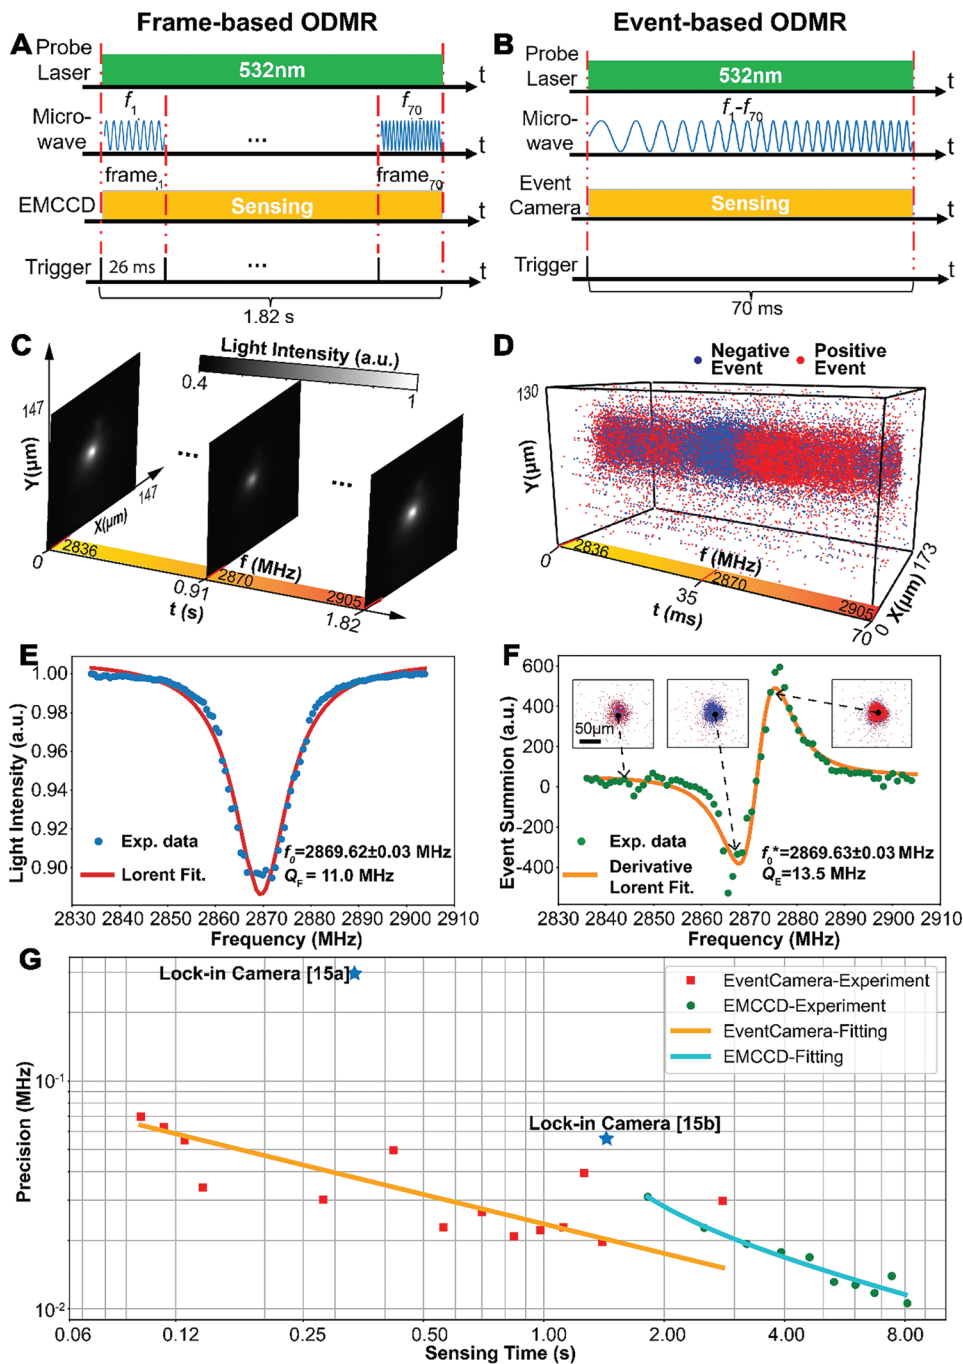 Frame-based ODMR
A
Probe
Laser
532nm
t
f1
f70
Micro-
wave
...
t
frame,1
frame70
EMCCD
Sensing
t
Trigger
26 ms
...
t
1.82 s
Event-based ODMR
B
Probe
Laser
532nm
t
f1-f70
Micro-
wave
t
Event
Camera
Sensing
t
Trigger
t
70 ms
C
Light Intensity (a.u.)
0.4
1
147
Y(μm)
...
...
147
X(μm)
0
2836
f (MHz)
2870
2905
0.91
t (s)
1.82
D
Negative
Event
Positive
Event
130
Y(μm)
0
2836
f (MHz)
2870
2905
35
t (ms)
70
0
X(μm)
173
E
1.00
0.98
0.96
0.94
0.92
0.90
Light Intensity (a.u.)
Exp. data
Lorent Fit.
f0=2869.62±0.03 MHz
QF = 11.0 MHz
2830 2840 2850 2860 2870 2880 2890 2900 2910
Frequency (MHz)
F
600
400
200
0
-200
-400
Event Summion (a.u.)
50μm
Exp. data
Derivative
Lorent Fit.
f0*=2869.63±0.03 MHz
QE=13.5 MHz
2830 2840 2850 2860 2870 2880 2890 2900 2910
Frequency (MHz)
G
Lock-in Camera [15a]
EventCamera-Experiment
EMCCD-Experiment
EventCamera-Fitting
EMCCD-Fitting
Lock-in Camera [15b]
10-1
10-2
Precision (MHz)
0.06 0.12 0.25 0.50 1.00 2.00 4.00 8.00
Sensing Time (s)